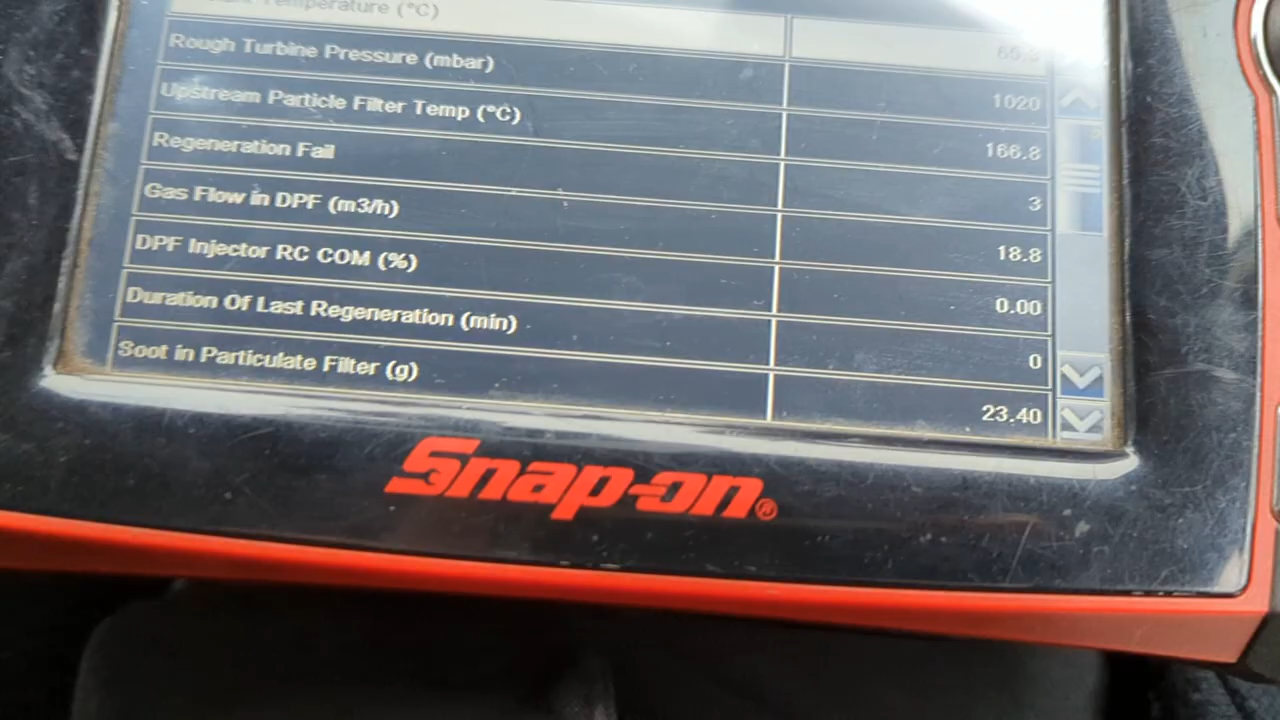 Temperature (°C) 65.3
Rough Turbine Pressure (mbar) 1020
Upstream Particle Filter Temp (°C) 166.8
Regeneration Fail 3
Gas Flow in DPF (m3/h) 18.8
DPF Injector RC COM (%) 0.00
Duration Of Last Regeneration (min) 0
Soot in Particulate Filter (g) 23.40
Snap-on®